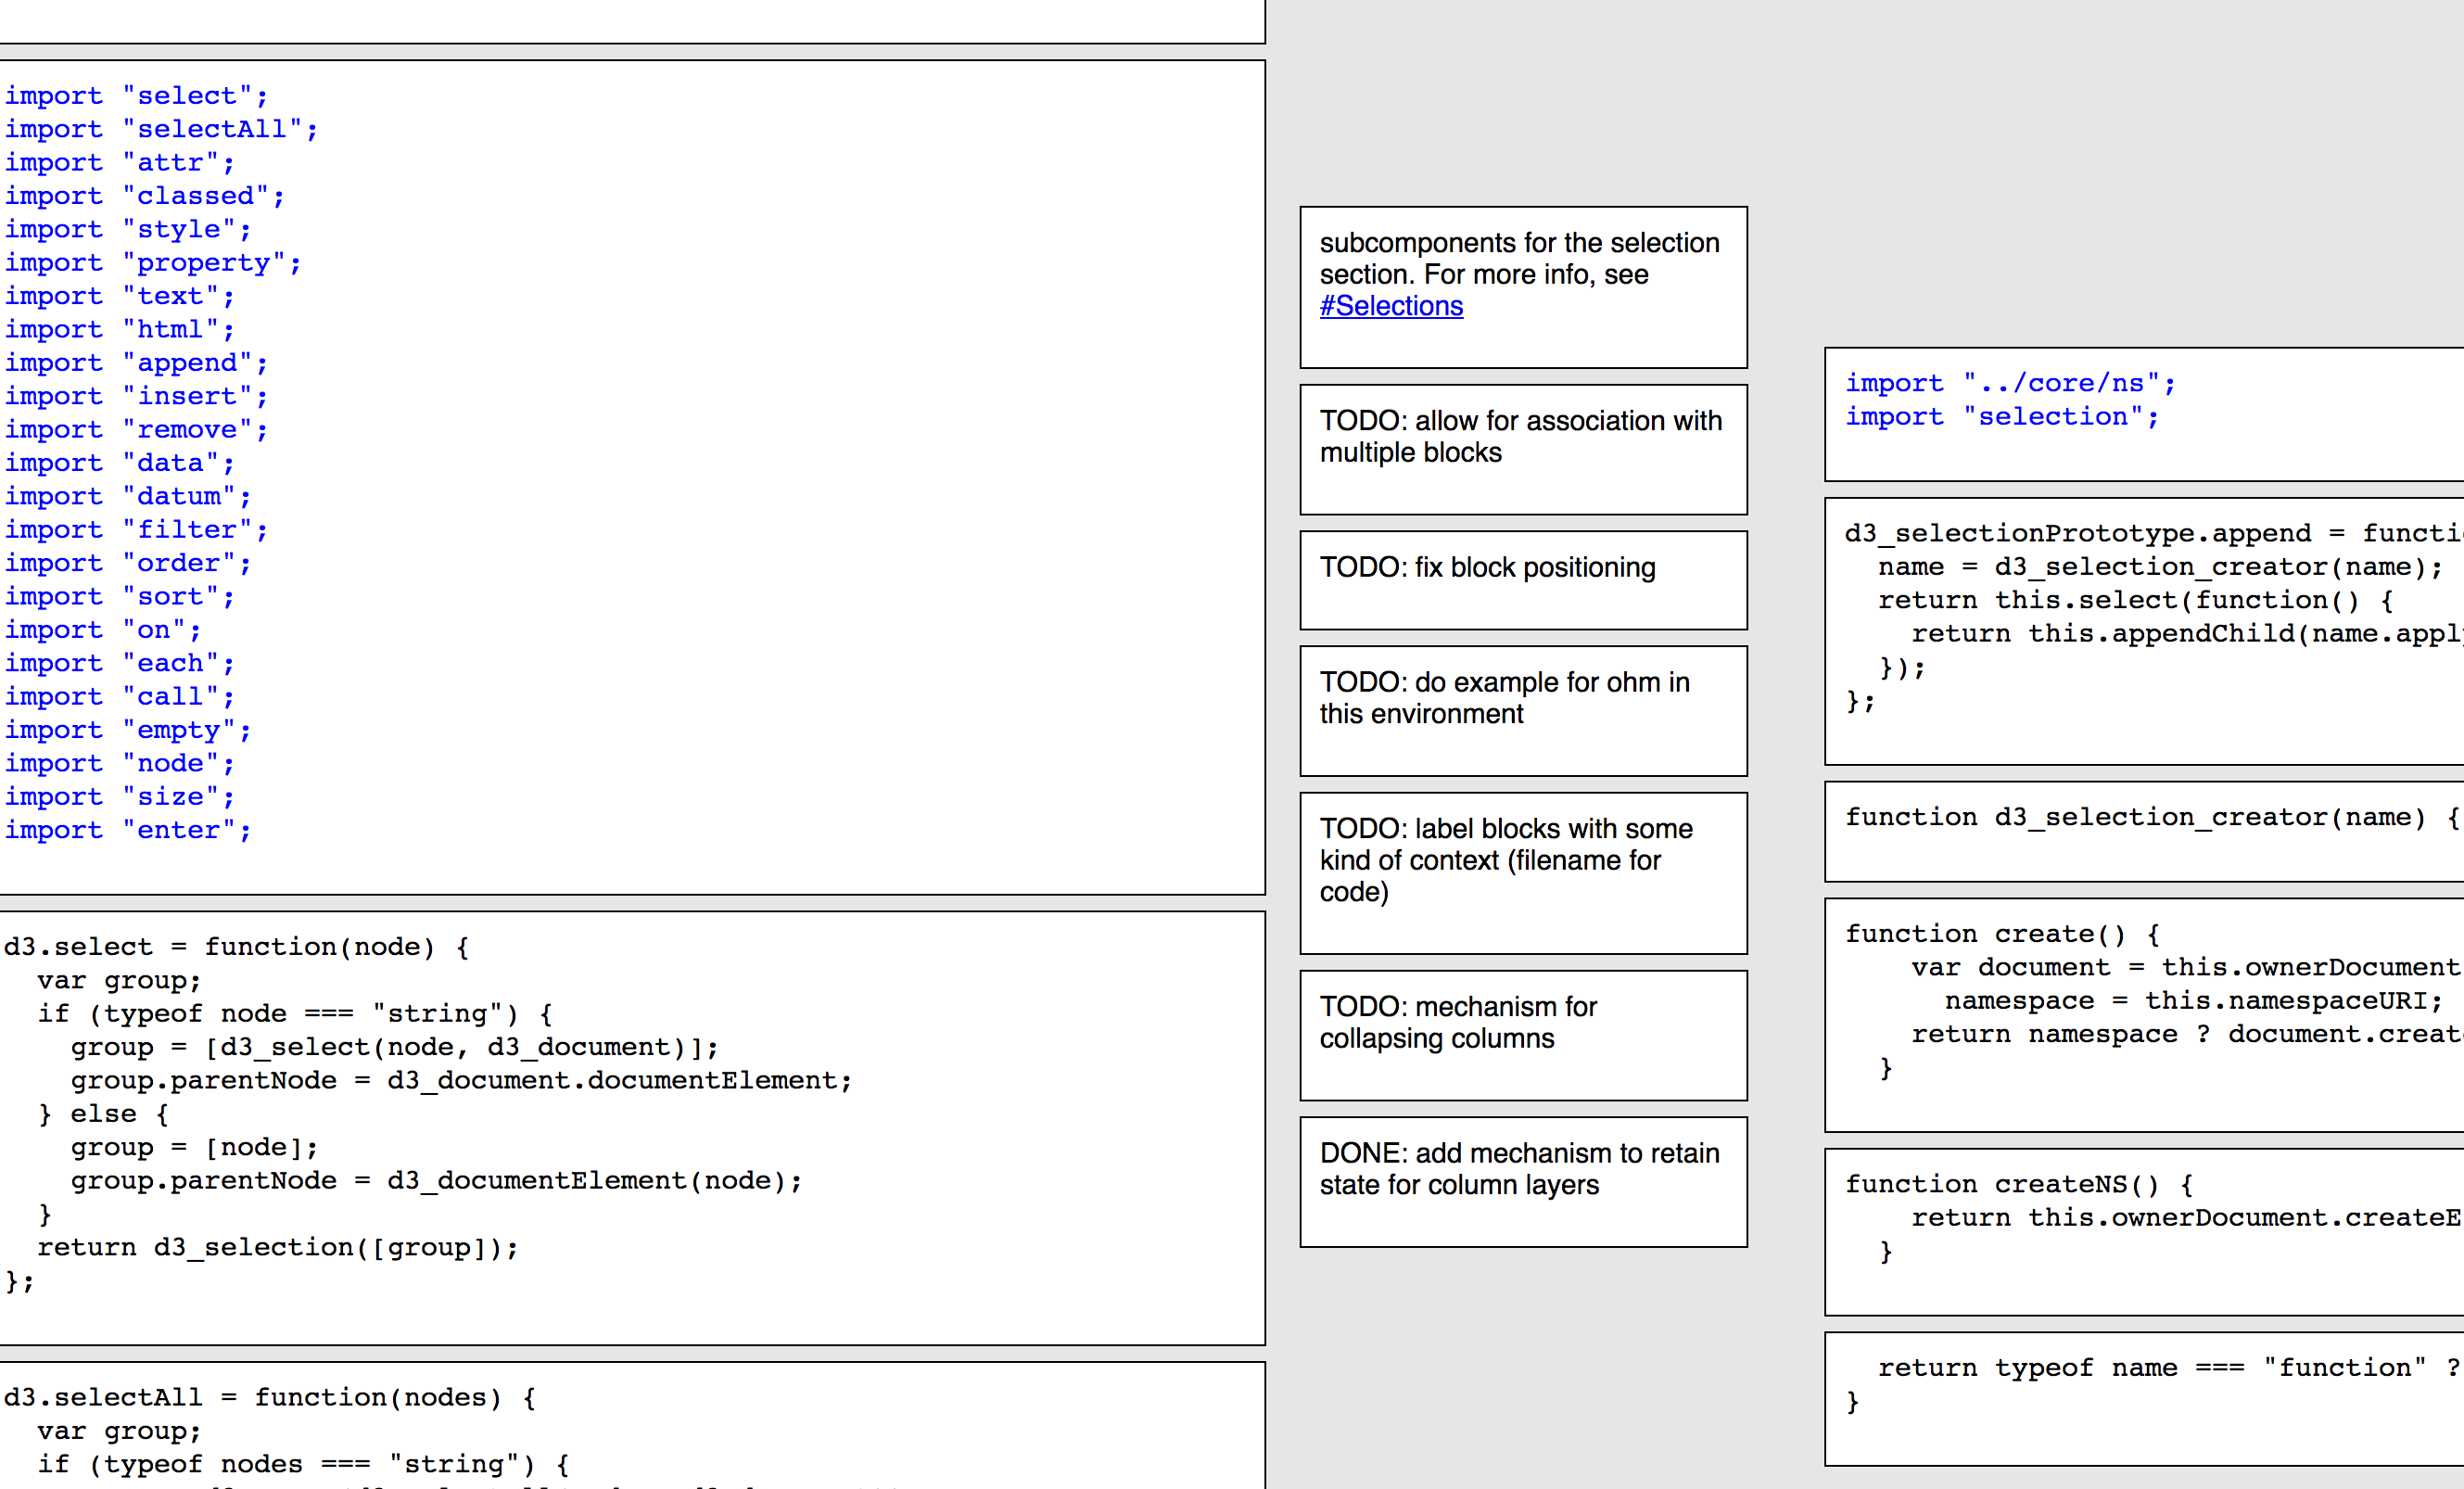 import "select";
import "selectAll";
import "attr";
import "classed";
import "style";
import "property";
import "text";
import "html";
import "append";
import "insert";
import "remove";
import "data";
import "datum";
import "filter";
import "order";
import "sort";
import "on";
import "each";
import "call";
import "empty";
import "node";
import "size";
import "enter";
d3.select = function(node) {
  var group;
  if (typeof node === "string") {
    group = [d3_select(node, d3_document)];
    group.parentNode = d3_document.documentElement;
  } else {
    group = [node];
    group.parentNode = d3_documentElement(node);
  }
  return d3_selection([group]);
};
d3.selectAll = function(nodes) {
  var group;
  if (typeof nodes === "string") {
subcomponents for the selection
section. For more info, see
#Selections
TODO: allow for association with
multiple blocks
TODO: fix block positioning
TODO: do example for ohm in
this environment
TODO: label blocks with some
kind of context (filename for
code)
TODO: mechanism for
collapsing columns
DONE: add mechanism to retain
state for column layers
import "../core/ns";
import "selection";
d3_selectionPrototype.append = functi
  name = d3_selection_creator(name);
  return this.select(function() {
    return this.appendChild(name.appl
  });
};
function d3_selection_creator(name) {
function create() {
    var document = this.ownerDocument
      namespace = this.namespaceURI;
    return namespace ? document.creat
  }
function createNS() {
    return this.ownerDocument.createE
  }
  return typeof name === "function" ?
}